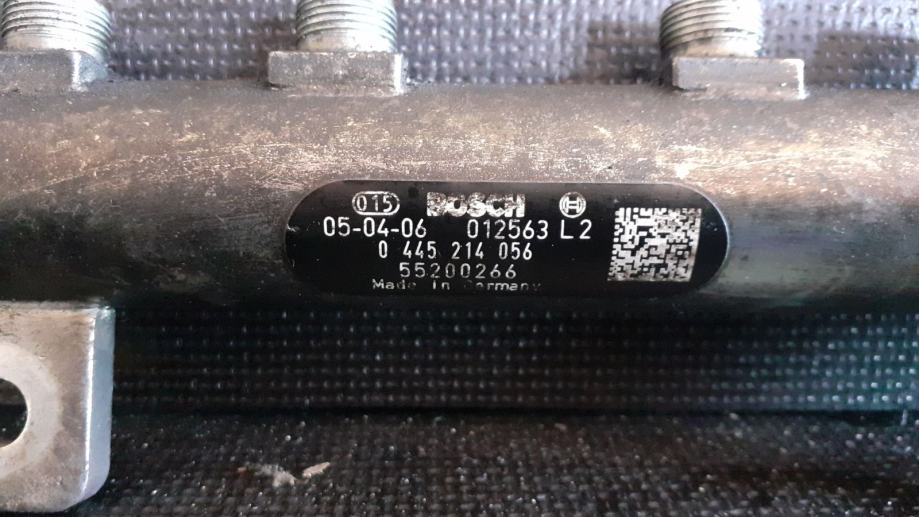 015 BOSCH
05-04-06 012563 L2
0 445 214 056
55200266
Made in Germany